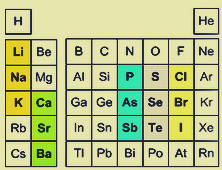 H He
Li Be B C N O F Ne
Na Mg Al Si P S Cl Ar
K Ca Ga Ge As Se Br Kr
Rb Sr In Sn Sb Te I Xe
Cs Ba Tl Pb Bi Po At Rn